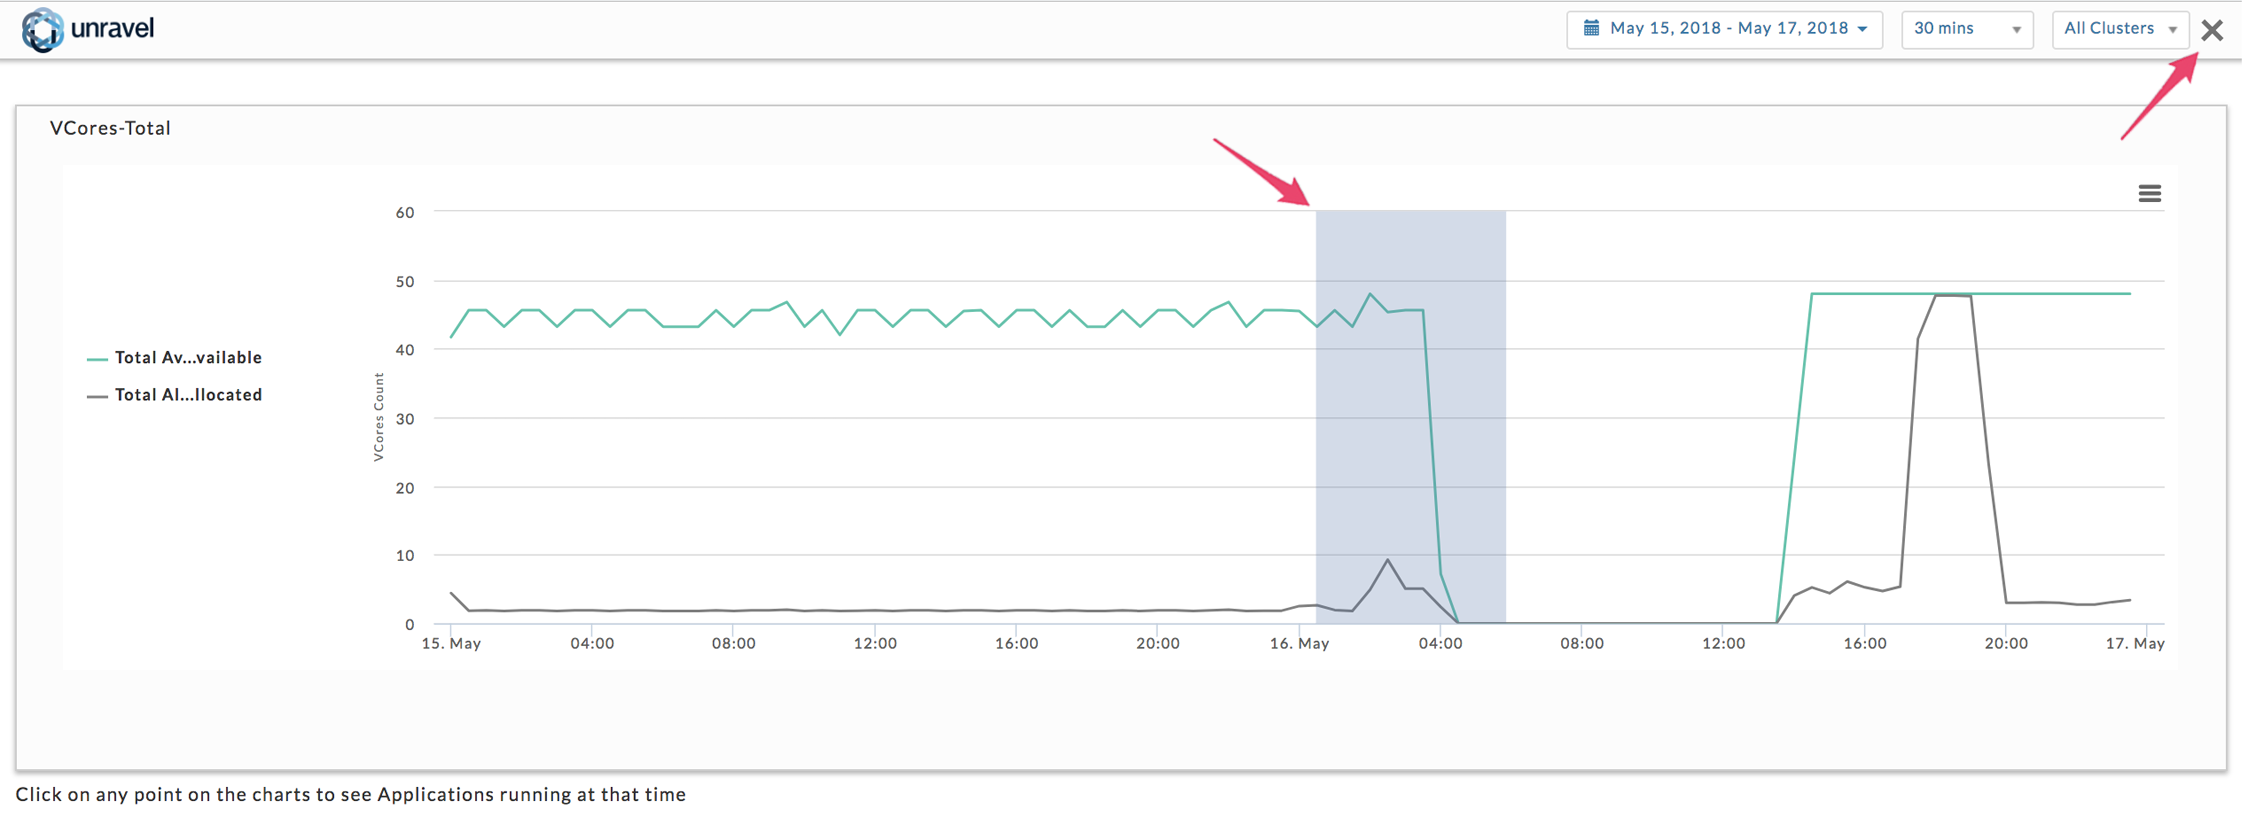 unravel
May 15, 2018 - May 17, 2018
30 mins
All Clusters
VCores-Total
60
50
40
30
20
10
0
VCores Count
Total Av...vailable
Total Al...llocated
15. May
04:00
08:00
12:00
16:00
20:00
16. May
04:00
08:00
12:00
16:00
20:00
17. May
Click on any point on the charts to see Applications running at that time